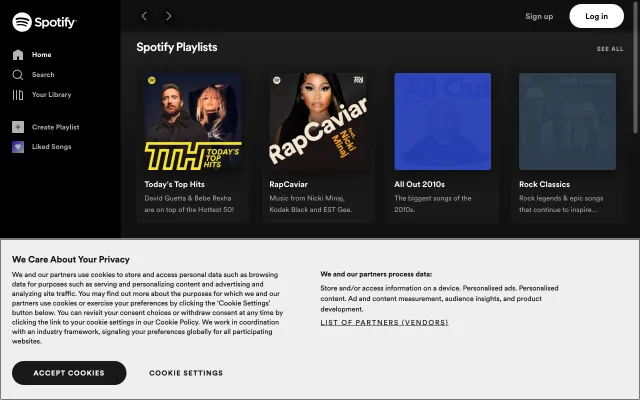 Spotify
Sign up
Log in
Home
Search
Your Library
Create Playlist
Liked Songs
Spotify Playlists
SEE ALL
TTH TODAY'S
TOP
HITS
RapCaviar
feat.
Nicki
Minaj
All Out
Today's Top Hits
David Guetta & Bebe Rexha
are on top of the Hottest 50!
RapCaviar
Music from Nicki Minaj,
Kodak Black and EST Gee.
All Out 2010s
The biggest songs of the
2010s.
Rock Classics
Rock legends & epic songs
that continue to inspire...
We Care About Your Privacy
We and our partners use cookies to store and access personal data such as browsing
data for purposes such as serving and personalizing content and advertising and
analyzing site traffic. You may find out more about the purposes for which we and our
partners use cookies or exercise your preferences by clicking the 'Cookie Settings'
button below. You can revisit your consent choices or withdraw consent at any time by
clicking the link to your cookie settings in our Cookie Policy. We work in coordination
with an industry framework, signaling your preferences globally for all participating
websites.
We and our partners process data:
Store and/or access information on a device. Personalised ads. Personalised
content. Ad and content measurement, audience insights, and product
development.
LIST OF PARTNERS (VENDORS)
ACCEPT COOKIES
COOKIE SETTINGS